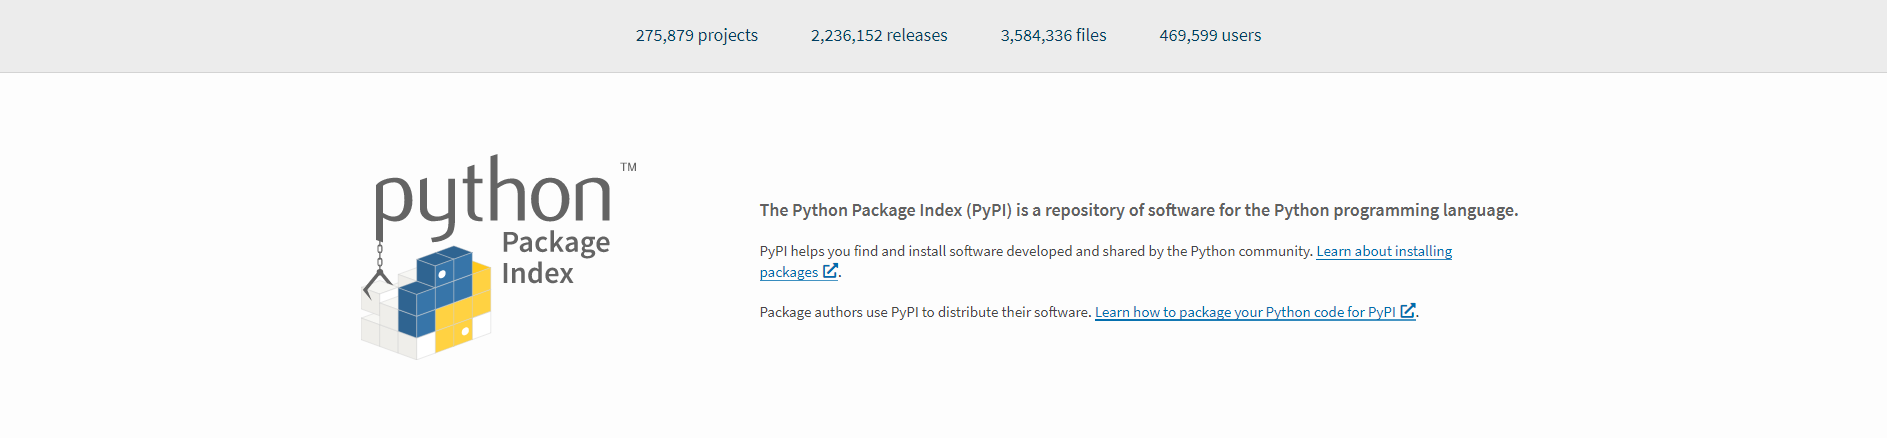 275,879 projects 2,236,152 releases 3,584,336 files 469,599 users
python ™
Package
Index
The Python Package Index (PyPI) is a repository of software for the Python programming language.
PyPI helps you find and install software developed and shared by the Python community. Learn about installing
packages.
Package authors use PyPI to distribute their software. Learn how to package your Python code for PyPI.